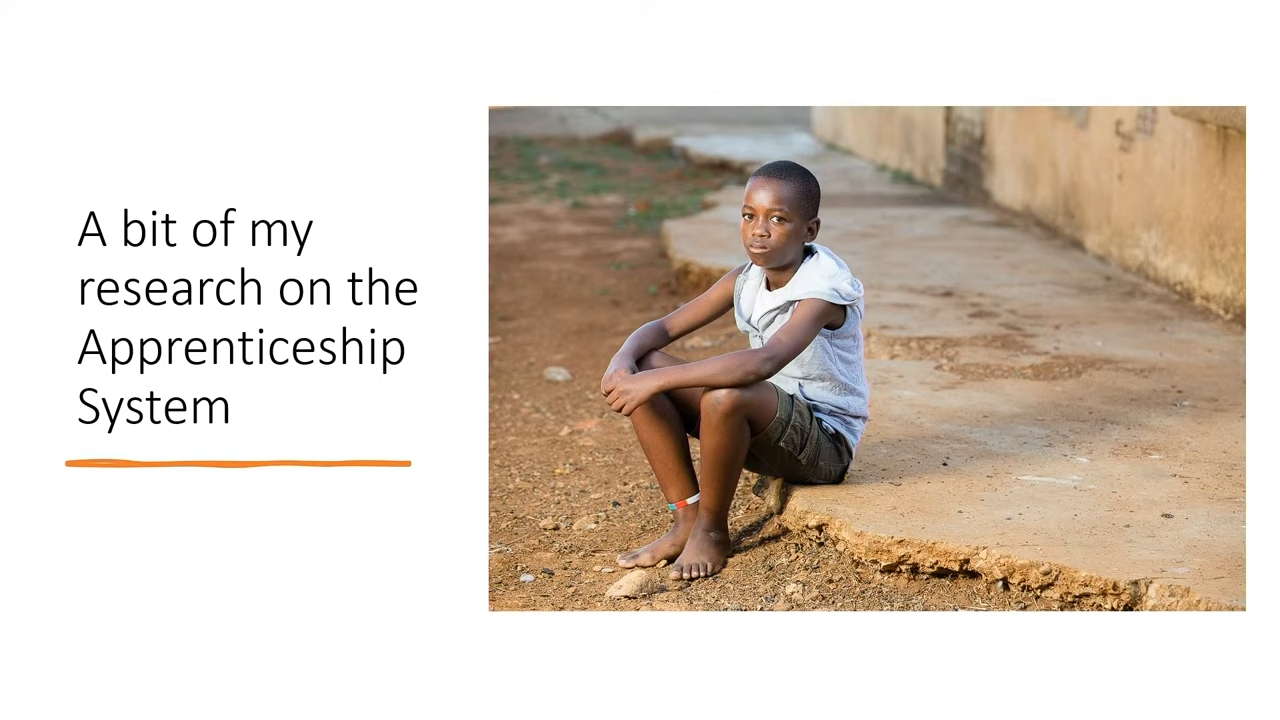 A bit of my
research on the
Apprenticeship
System